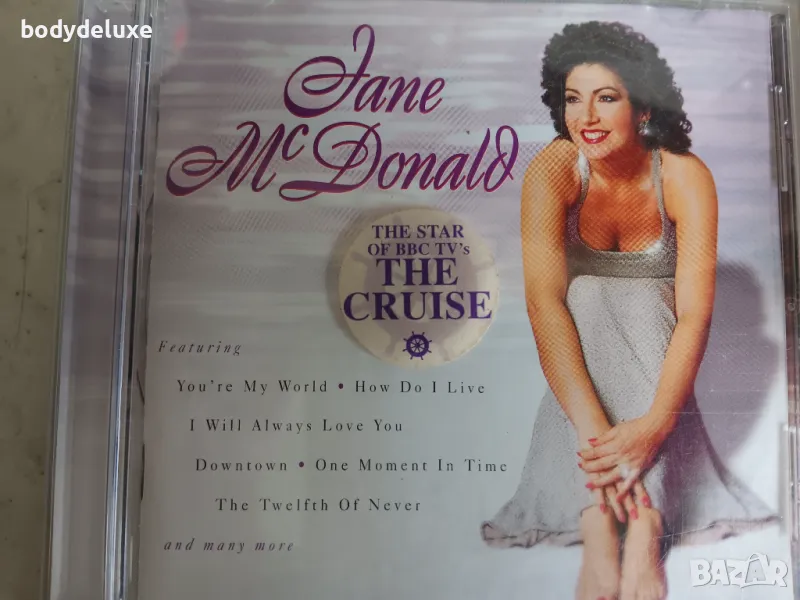 bodydeluxe
Jane
McDonald
THE STAR
OF BBC TV's
THE
CRUISE
Featuring
You're My World • How Do I Live
I Will Always Love You
Downtown • One Moment In Time
The Twelfth Of Never
and many more
BAZAR